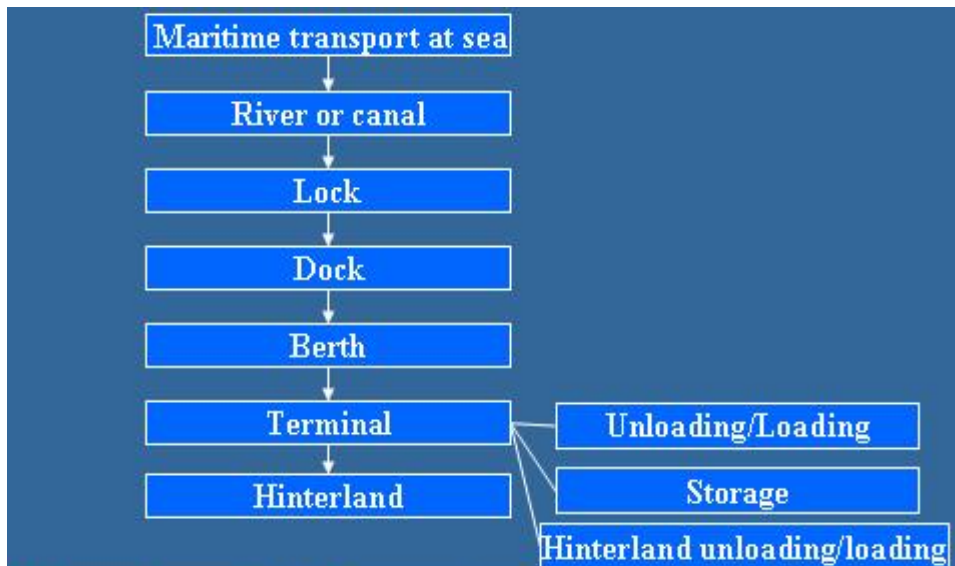 Maritime transport at sea
River or canal
Lock
Dock
Berth
Terminal
Unloading/Loading
Storage
Hinterland
Hinterland unloading/loading